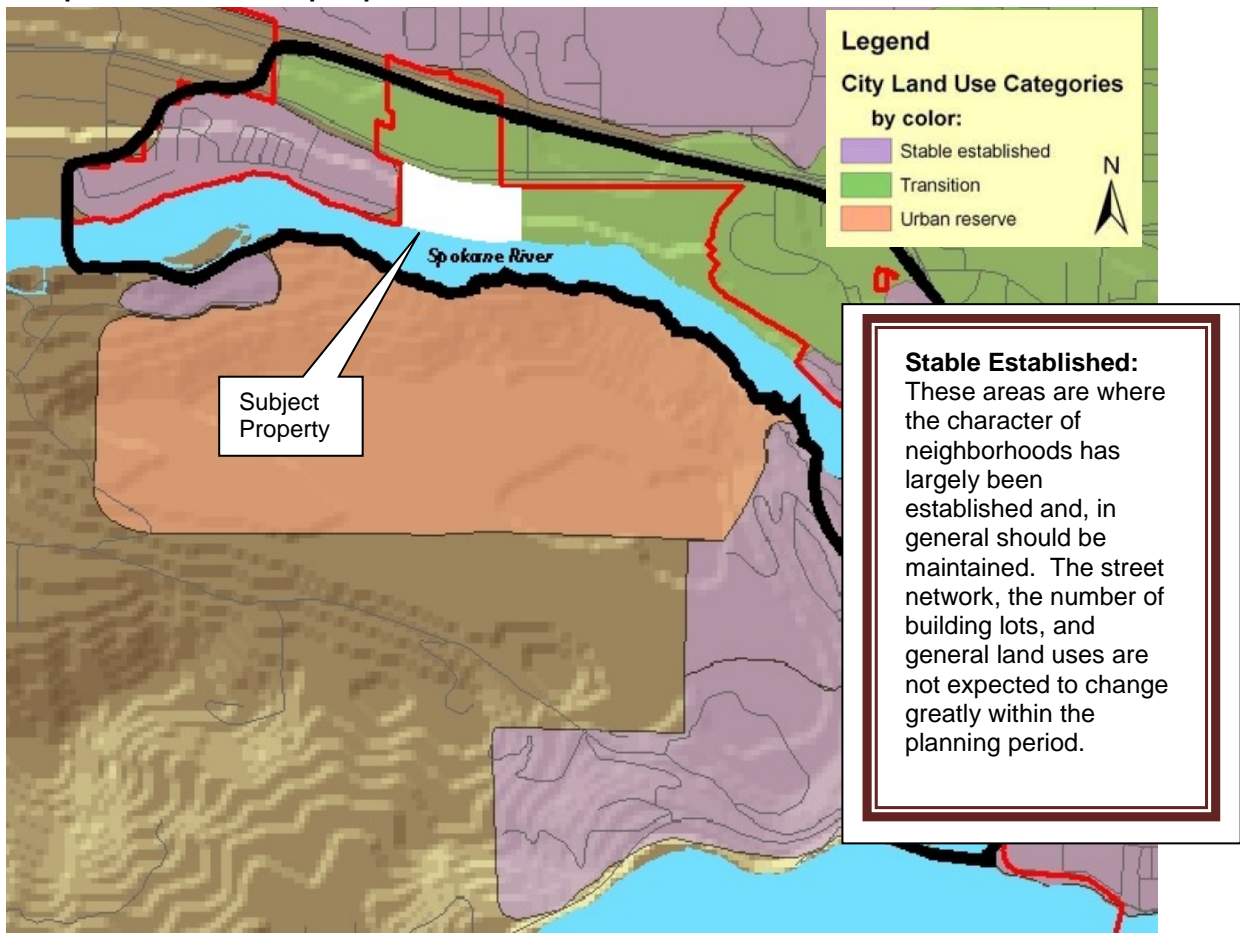 Legend
City Land Use Categories
by color:
Stable established
Transition
Urban reserve
N
Spokane River
Subject
Property
Stable Established:
These areas are where
the character of
neighborhoods has
largely been
established and, in
general should be
maintained. The street
network, the number of
building lots, and
general land uses are
not expected to change
greatly within the
planning period.